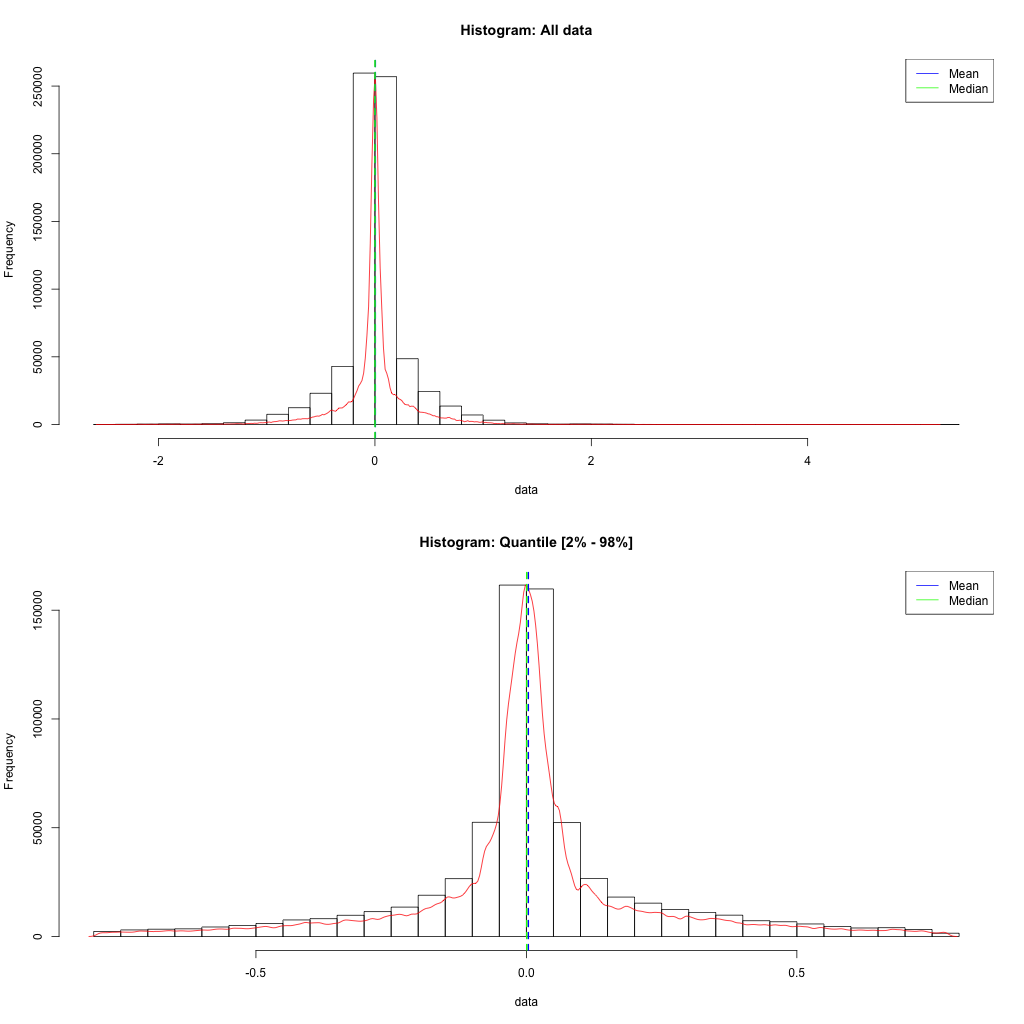 Histogram: All data
Mean
Median
Frequency
250000
200000
150000
100000
50000
0
-2 0 2 4
data
Histogram: Quantile [2% - 98%]
Mean
Median
Frequency
150000
100000
50000
0
-0.5 0.0 0.5
data